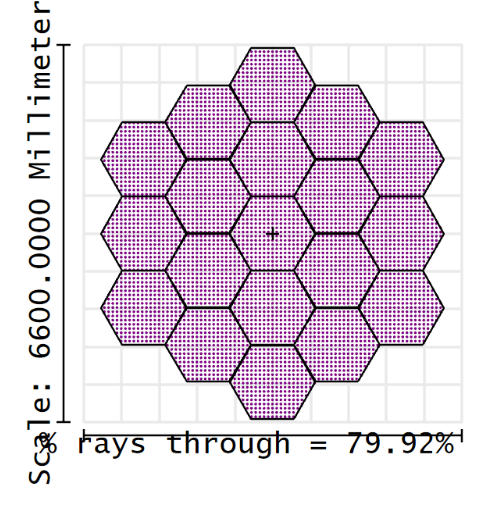 Scale: 6600.0000 Millimeter
% rays through = 79.92%